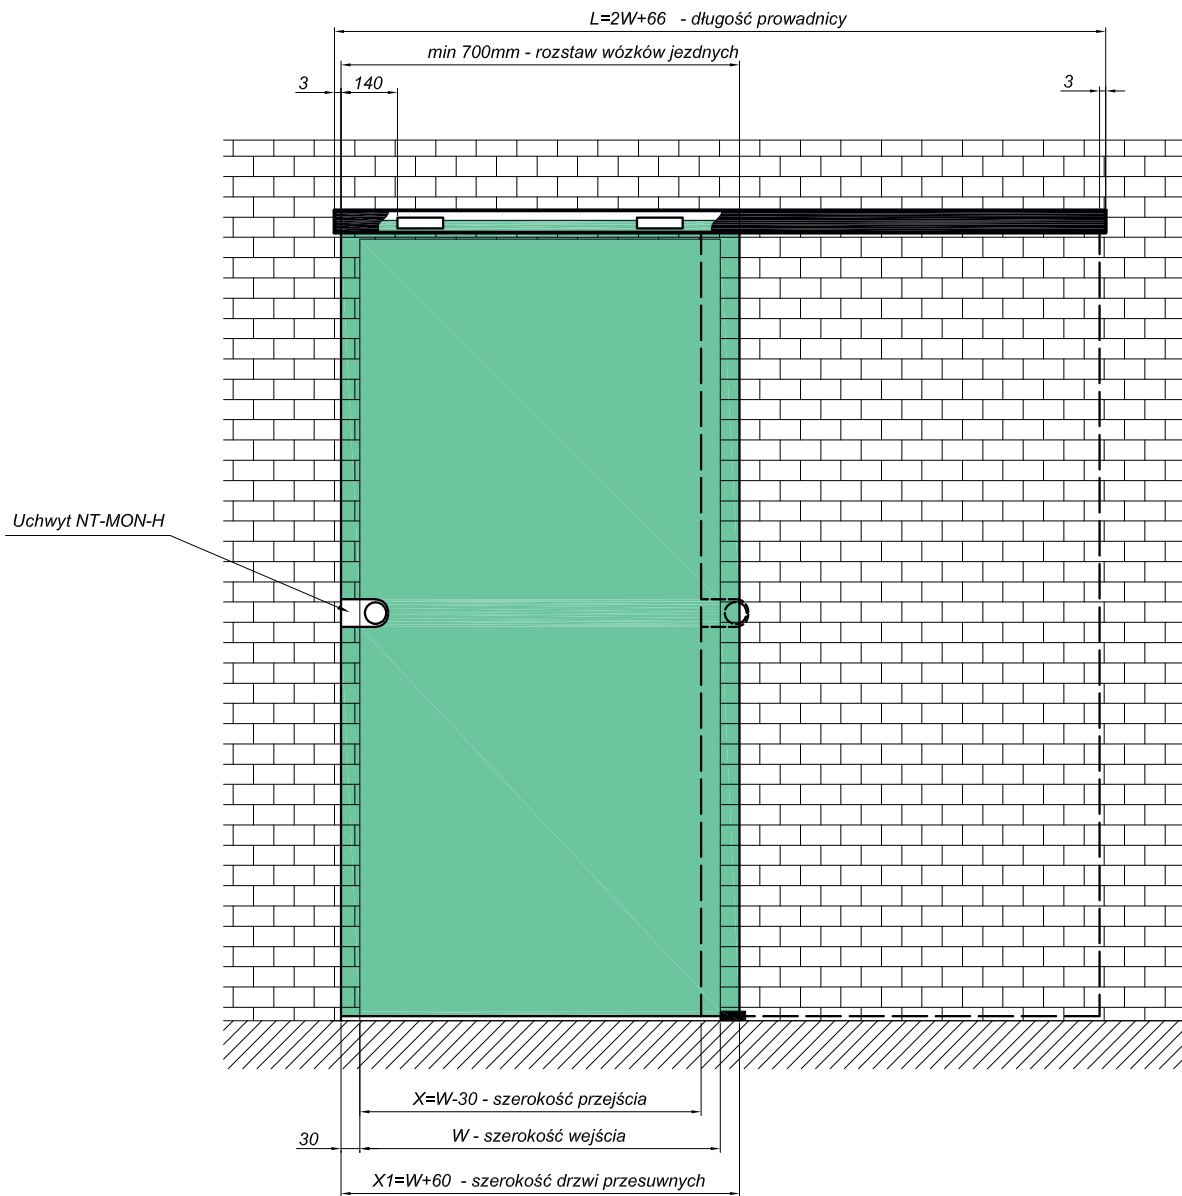 L=2W+66 - długość prowadnicy
min 700mm - rozstaw wózków jezdnych
3
140
3
Uchwyt NT-MON-H
X=W-30 - szerokość przejścia
30
W - szerokość wejścia
X1=W+60 - szerokość drzwi przesuwnych